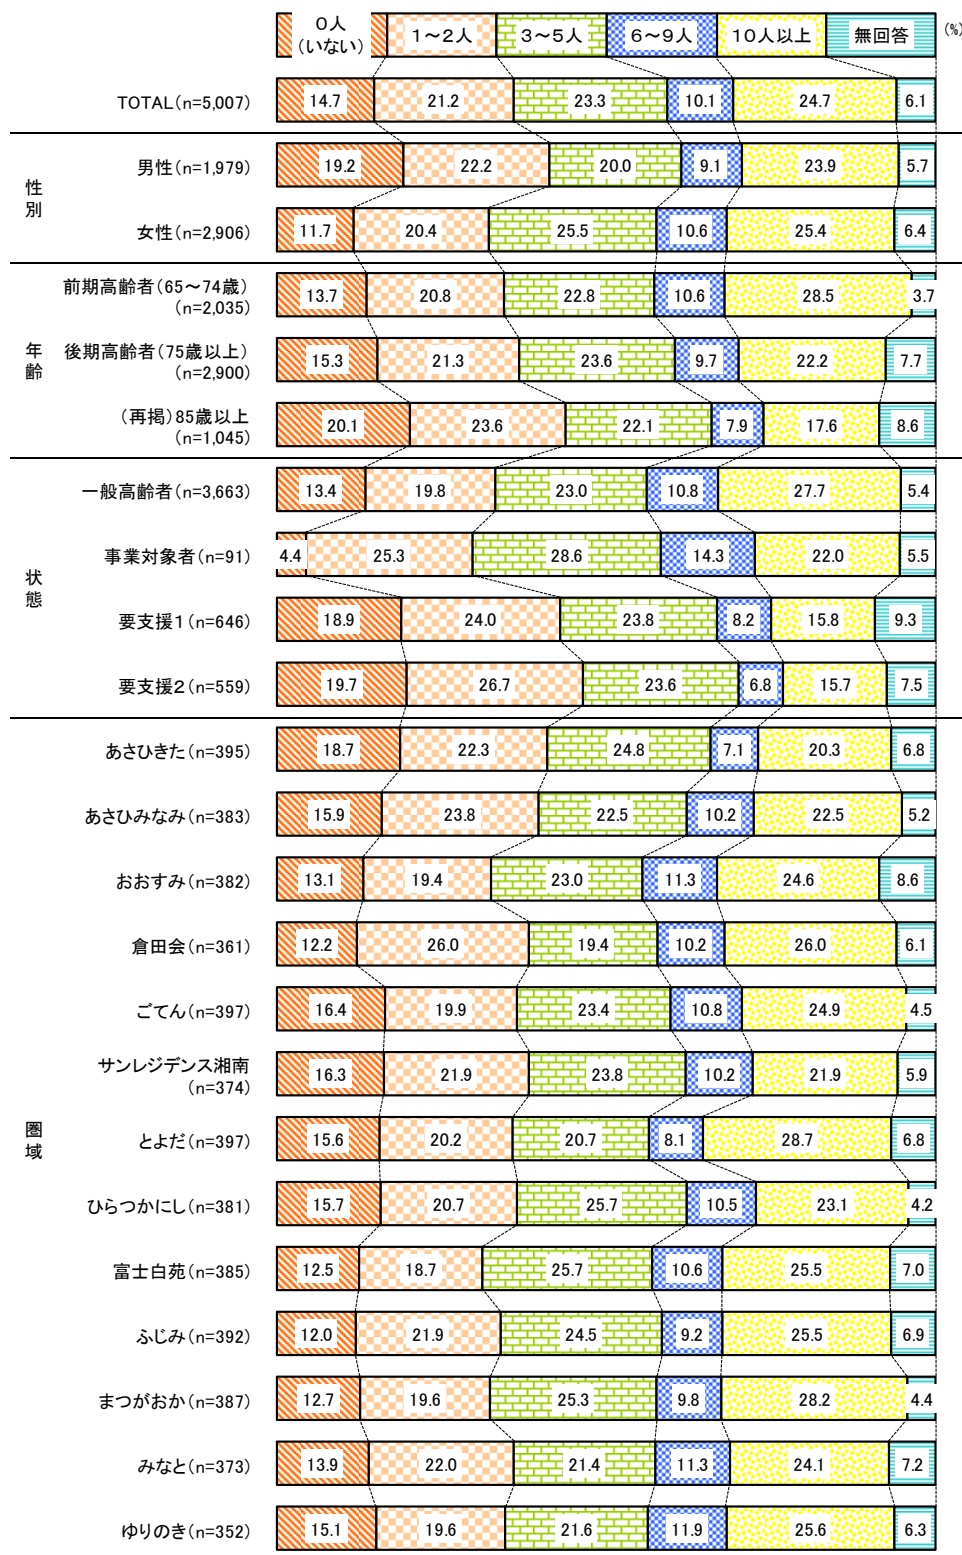 0人
(いない)
1～2人
3～5人
6～9人
10人以上
無回答
(%)
TOTAL(n=5,007)
14.7 21.2 23.3 10.1 24.7 6.1
性別
男性(n=1,979)
19.2 22.2 20.0 9.1 23.9 5.7
女性(n=2,906)
11.7 20.4 25.5 10.6 25.4 6.4
年齢
前期高齢者(65～74歳)
(n=2,035)
13.7 20.8 22.8 10.6 28.5 3.7
後期高齢者(75歳以上)
(n=2,900)
15.3 21.3 23.6 9.7 22.2 7.7
(再掲)85歳以上
(n=1,045)
20.1 23.6 22.1 7.9 17.6 8.6
状態
一般高齢者(n=3,663)
13.4 19.8 23.0 10.8 27.7 5.4
事業対象者(n=91)
4.4 25.3 28.6 14.3 22.0 5.5
要支援1(n=646)
18.9 24.0 23.8 8.2 15.8 9.3
要支援2(n=559)
19.7 26.7 23.6 6.8 15.7 7.5
圏域
あさひきた(n=395)
18.7 22.3 24.8 7.1 20.3 6.8
あさひみなみ(n=383)
15.9 23.8 22.5 10.2 22.5 5.2
おおすみ(n=382)
13.1 19.4 23.0 11.3 24.6 8.6
倉田会(n=361)
12.2 26.0 19.4 10.2 26.0 6.1
ごてん(n=397)
16.4 19.9 23.4 10.8 24.9 4.5
サンレジデンス湘南
(n=374)
16.3 21.9 23.8 10.2 21.9 5.9
とよだ(n=397)
15.6 20.2 20.7 8.1 28.7 6.8
ひらつかにし(n=381)
15.7 20.7 25.7 10.5 23.1 4.2
富士白苑(n=385)
12.5 18.7 25.7 10.6 25.5 7.0
ふじみ(n=392)
12.0 21.9 24.5 9.2 25.5 6.9
まつがおか(n=387)
12.7 19.6 25.3 9.8 28.2 4.4
みなと(n=373)
13.9 22.0 21.4 11.3 24.1 7.2
ゆりのき(n=352)
15.1 19.6 21.6 11.9 25.6 6.3